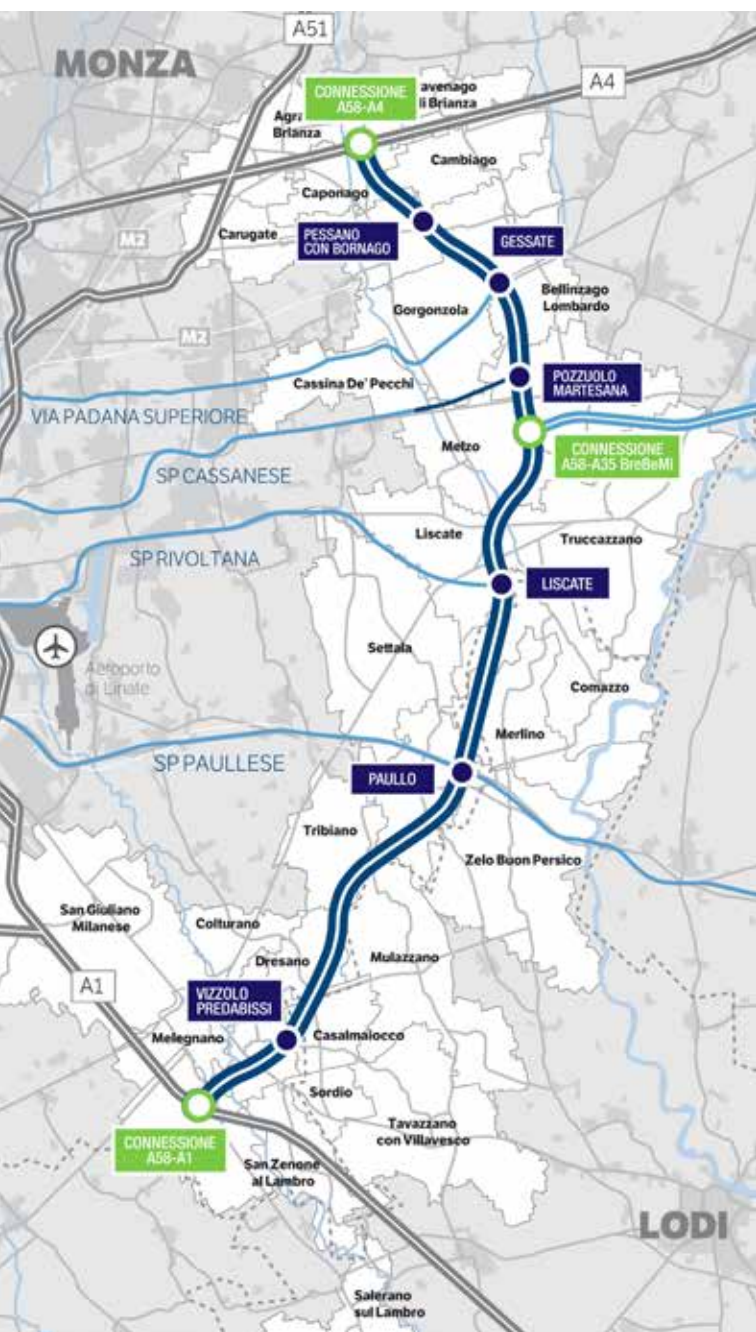 A51
MONZA
CONNESSIONE
A58-A4
avenago
li Brianza
A4
Agra
Brianza
Cambiago
Caponago
Carugate
M2
PESSANO
CON BORNAGO
GESSATE
Bellinzago
Lombardo
Gorgonzola
M2
Cassina De' Pecchi
POZZUOLO
MARTESANA
VIA PADANA SUPERIORE
Melzo
CONNESSIONE
A58-A35 BreBeMI
SP CASSANESE
Liscate
Truccazzano
SP RIVOLTANA
LISCATE
Settala
Aeroporto
di Linate
Comazzo
Merlino
SP PAULLESE
PAULLO
Tribiano
Zelo Buon Persico
San Giuliano
Milanese
Colturano
Dresano
Mulazzano
A1
VIZZOLO
PREDABISSI
Melegnano
Casalmaiocco
Sordio
Tavazzano
con Villavesco
CONNESSIONE
A58-A1
San Zenone
al Lambro
LODI
Salerano
sul Lambro